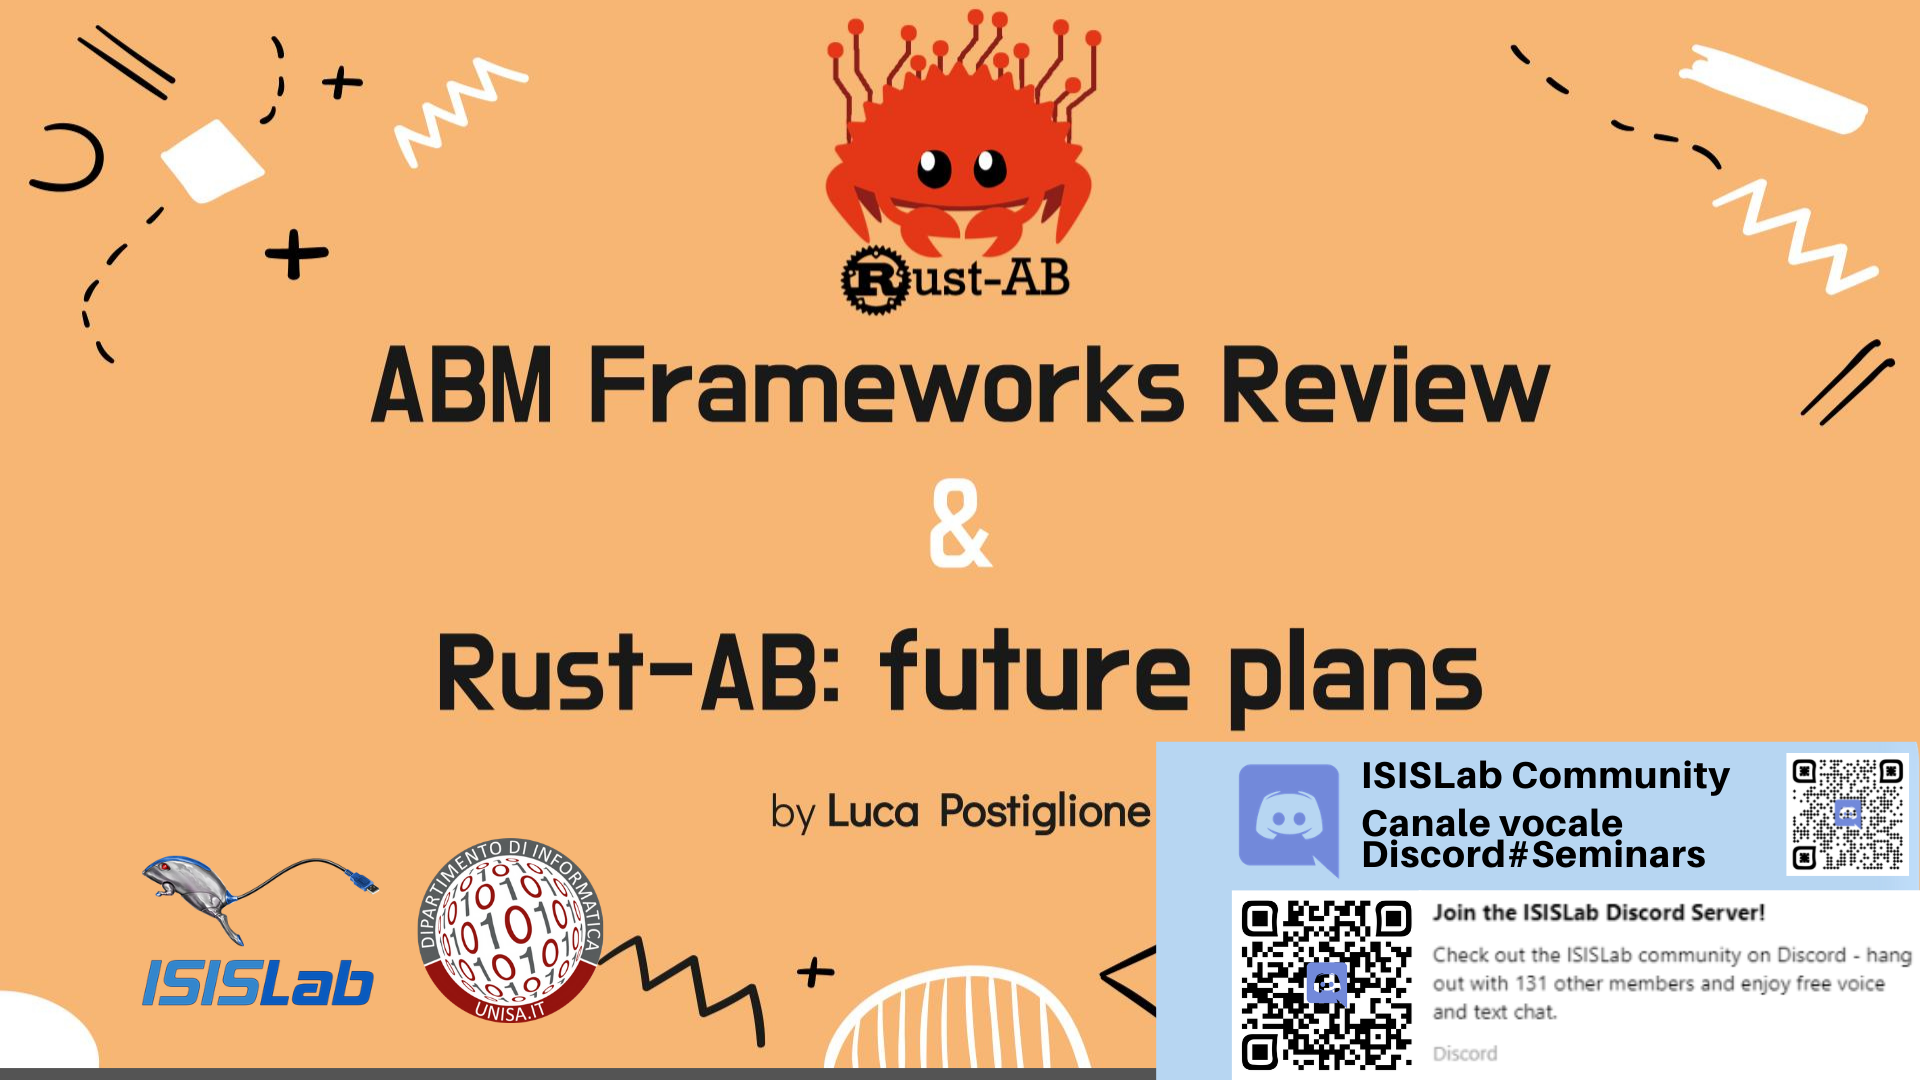 Rust-AB
ABM Frameworks Review
&
Rust-AB: future plans
by Luca Postiglione
ISISLab Community
Canale vocale
Discord#Seminars
Join the ISISLab Discord Server!
Check out the ISISLab community on Discord - hang
out with 131 other members and enjoy free voice
and text chat.
Discord
ISISLab
DIPARTIMENTO DI INFORMATICA
101
UNISA.IT